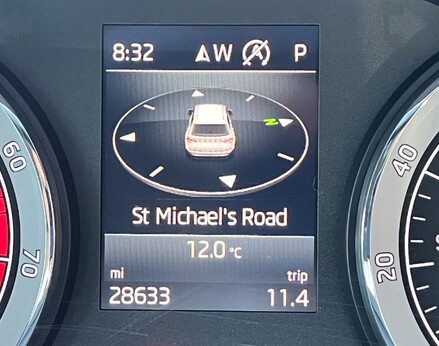 8:32 W A P
N
St Michael's Road
12.0 °C
mi trip
28633 11.4
60
70
40
20